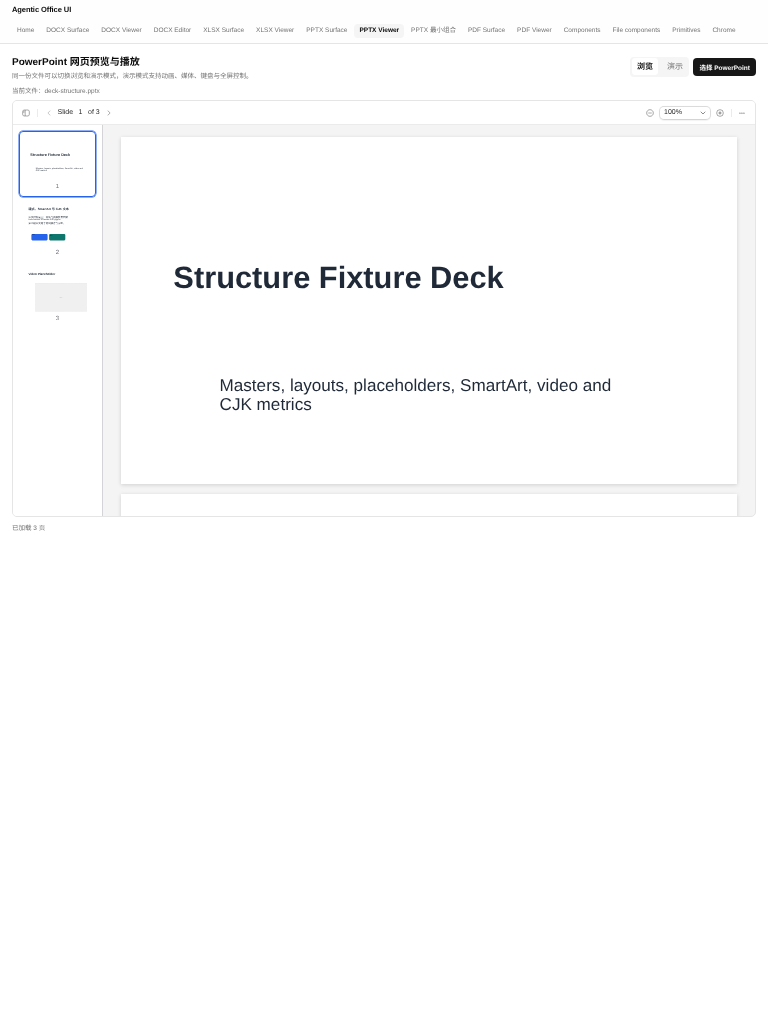 Agentic Office UI
Home DOCX Surface DOCX Viewer DOCX Editor XLSX Surface XLSX Viewer PPTX Surface PPTX Viewer PPTX 最小组合 PDF Surface PDF Viewer Components File components Primitives Chrome
PowerPoint 网页预览与播放
同一份文件可以切换浏览和演示模式，演示模式支持动画、媒体、键盘与全屏控制。
浏览 演示 选择 PowerPoint
当前文件：deck-structure.pptx
Slide 1 of 3 100%
Structure Fixture Deck
1
2
Video Placeholder
3
Structure Fixture Deck
Masters, layouts, placeholders, SmartArt, video and
CJK metrics
已加载 3 页